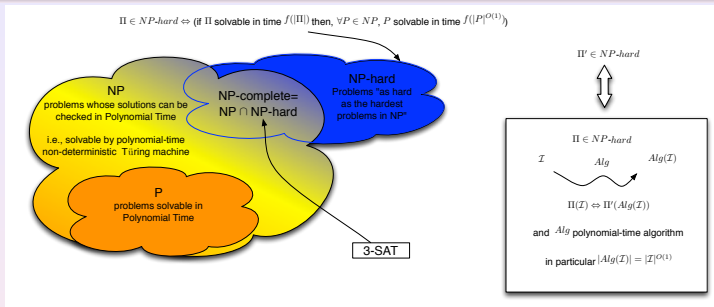 Π ∈ NP-hard ⇔ (if Π solvable in time f(|Π|) then, ∀P ∈ NP, P solvable in time f(|P|^{O(1)}))
NP
problems whose solutions can be
checked in Polynomial Time
i.e., solvable by polynomial-time
non-deterministic Türing machine
NP-complete=
NP ∩ NP-hard
NP-hard
Problems "as hard
as the hardest
problems in NP"
P
problems solvable in
Polynomial Time
3-SAT
Π′ ∈ NP-hard
Π ∈ NP-hard
I Alg Alg(I)
Π(I) ⇔ Π′(Alg(I))
and Alg polynomial-time algorithm
in particular |Alg(I)| = |I|^{O(1)}